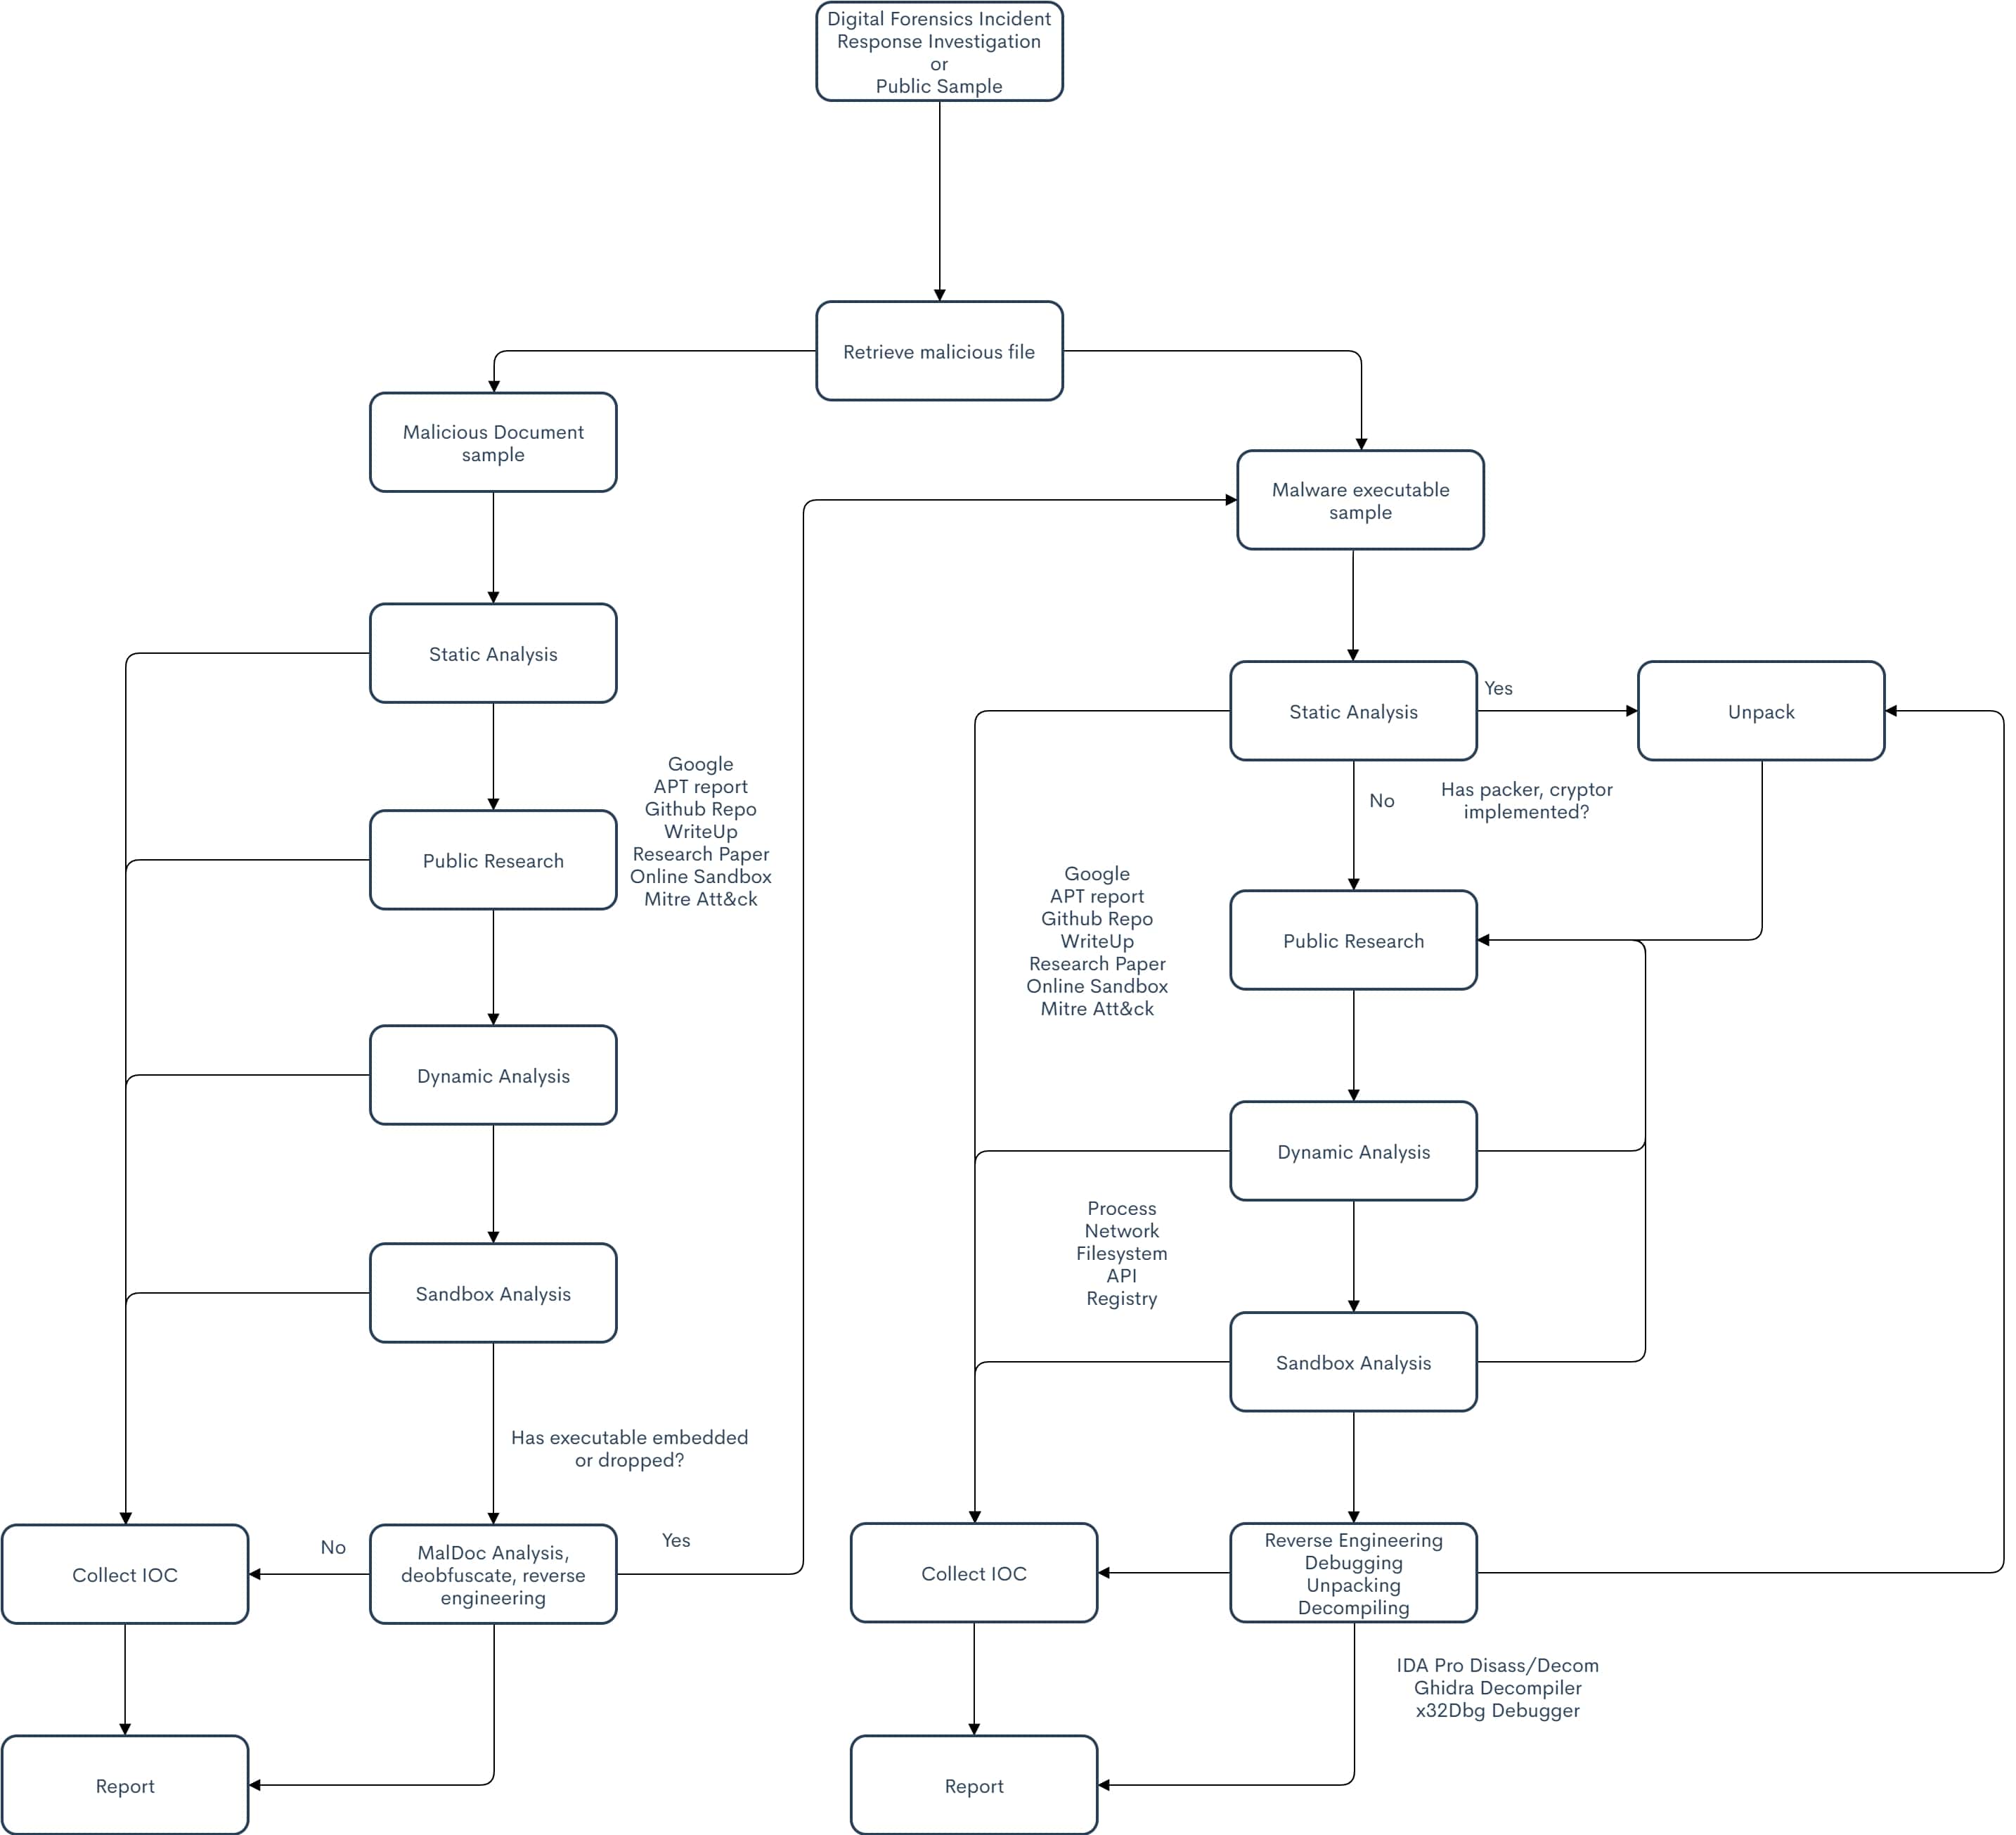 Digital Forensics Incident
Response Investigation
or
Public Sample
Retrieve malicious file
Malicious Document
sample
Malware executable
sample
Static Analysis
Static Analysis
Yes
Unpack
Google
APT report
Github Repo
WriteUp
Research Paper
Online Sandbox
Mitre Att&ck
Public Research
No
Has packer, cryptor
implemented?
Google
APT report
Github Repo
WriteUp
Research Paper
Online Sandbox
Mitre Att&ck
Public Research
Dynamic Analysis
Dynamic Analysis
Process
Network
Filesystem
API
Registry
Sandbox Analysis
Sandbox Analysis
Has executable embedded
or dropped?
Collect IOC
No
MalDoc Analysis,
deobfuscate, reverse
engineering
Yes
Collect IOC
Reverse Engineering
Debugging
Unpacking
Decompiling
IDA Pro Disass/Decom
Ghidra Decompiler
x32Dbg Debugger
Report
Report